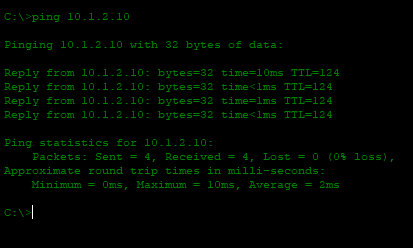 C:\>ping 10.1.2.10
Pinging 10.1.2.10 with 32 bytes of data:
Reply from 10.1.2.10: bytes=32 time=10ms TTL=124
Reply from 10.1.2.10: bytes=32 time<1ms TTL=124
Reply from 10.1.2.10: bytes=32 time=1ms TTL=124
Reply from 10.1.2.10: bytes=32 time<1ms TTL=124
Ping statistics for 10.1.2.10:
    Packets: Sent = 4, Received = 4, Lost = 0 (0% loss),
Approximate round trip times in milli-seconds:
    Minimum = 0ms, Maximum = 10ms, Average = 2ms
C:\>